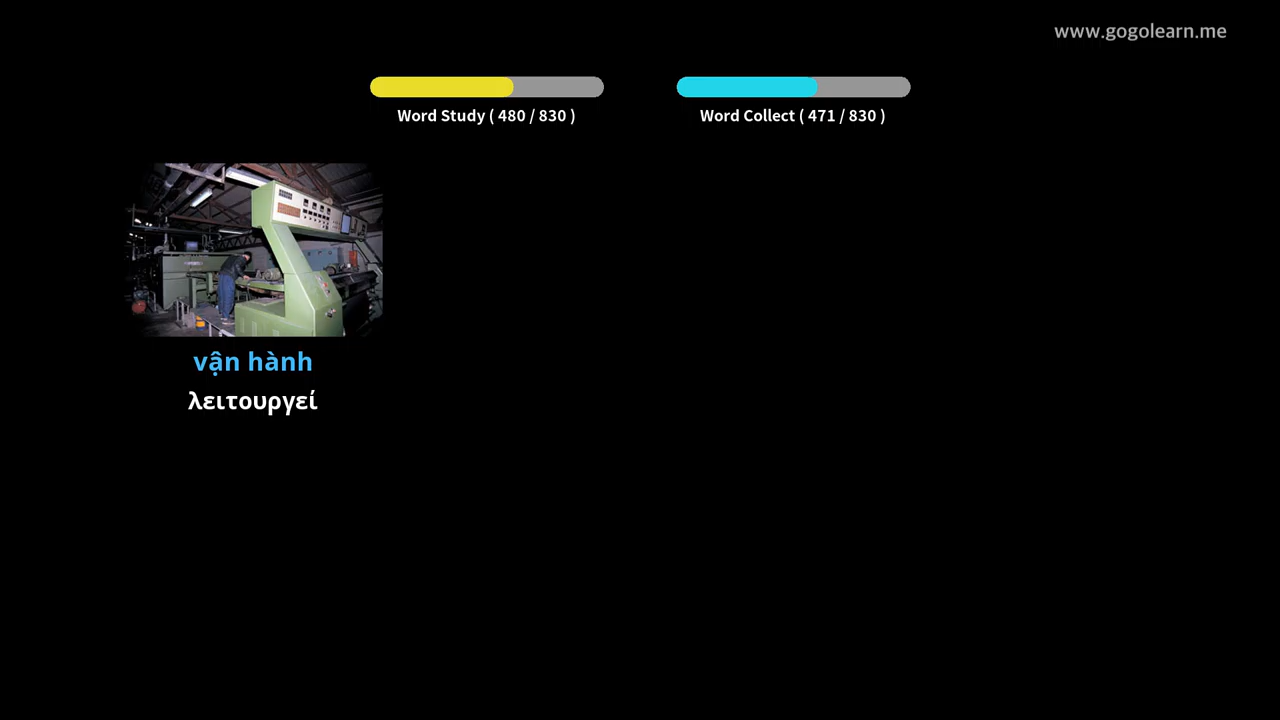 www.gogolearn.me
Word Study ( 480 / 830 )
Word Collect ( 471 / 830 )
vận hành
λειτουργεί